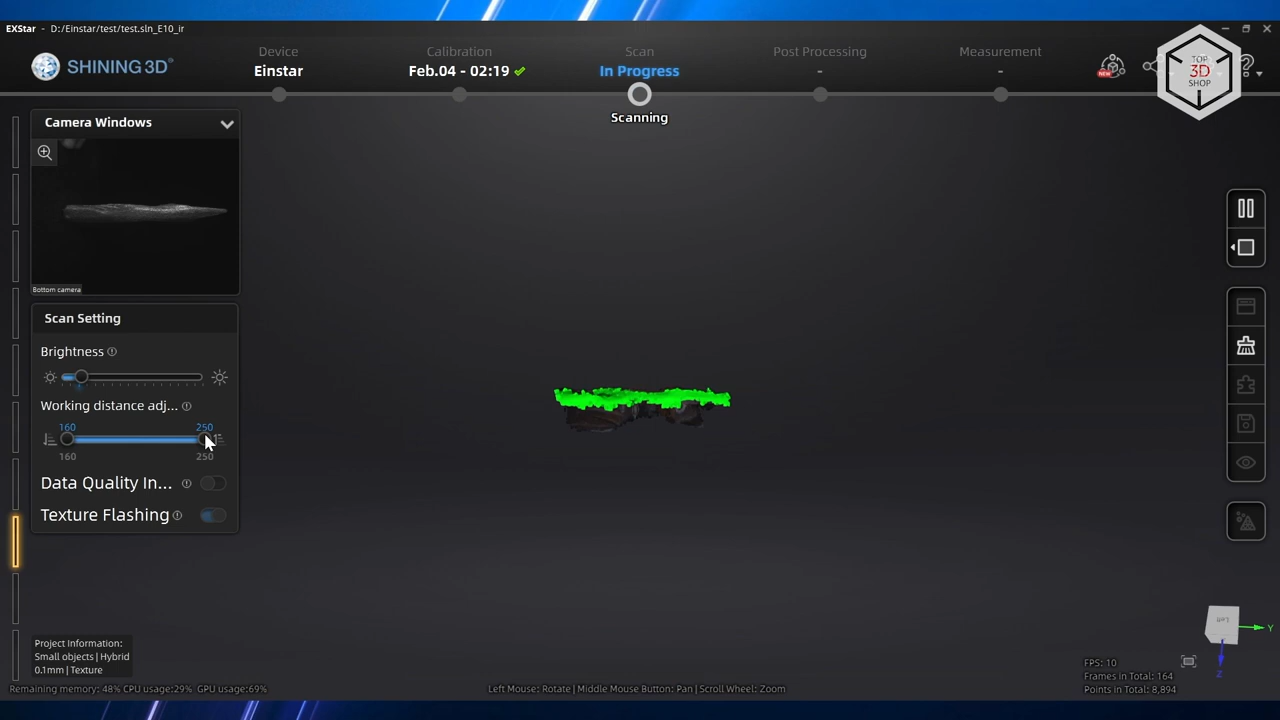 EXStar - D:/Einstar/test/test.sln_E10_ir
SHINING 3D®
Device
Einstar
Calibration
Feb.04 - 02:19
Scan
In Progress
Scanning
Post Processing
-
Measurement
-
NEW
TOP
3D
SHOP
?
Camera Windows
Bottom camera
Scan Setting
Brightness
Working distance adj...
160 250
160 250
Data Quality In...
Texture Flashing
Project Information:
Small objects | Hybrid
0.1mm | Texture
Remaining memory: 48% CPU usage:29% GPU usage:69%
Left Mouse: Rotate | Middle Mouse Button: Pan | Scroll Wheel: Zoom
FPS: 10
Frames in Total: 164
Points in Total: 8,894
Left
Y
Z